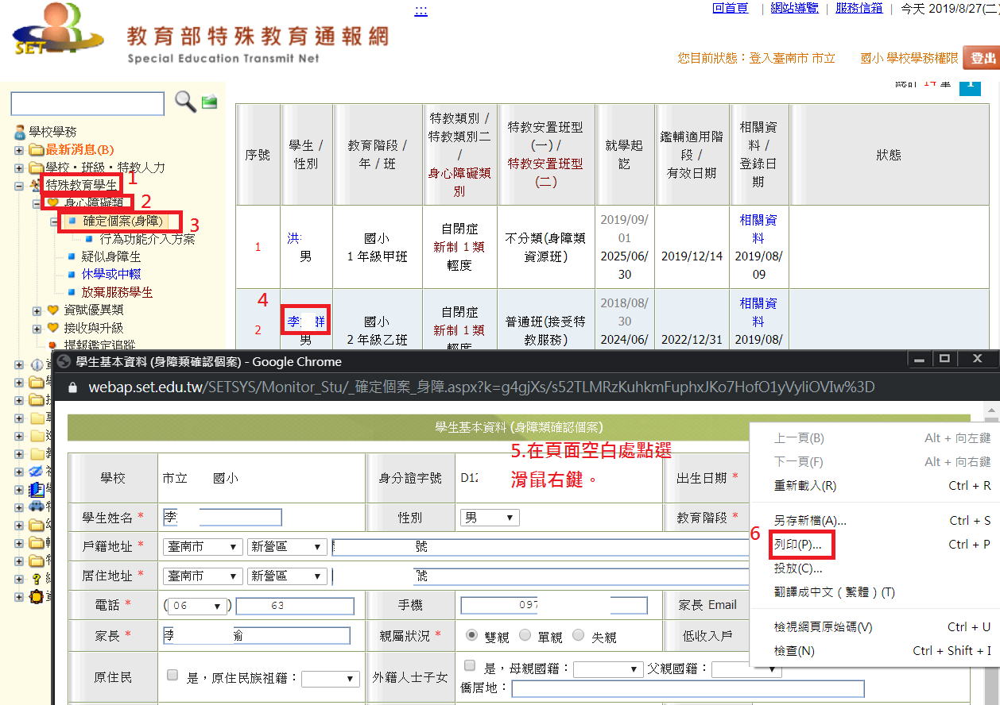 :::
回首頁 | 網站導覽 | 服務信箱 | 今天 2019/8/27(二)
SET
教育部特殊教育通報網
Special Education Transmit Net
您目前狀態：登入臺南市 市立 國小 學校學務權限 登出
總計 14 筆 1
學校學務
最新消息(B)
學校‧班級‧特教人力
特殊教育學生 1
身心障礙類 2
確定個案(身障) 3
行為功能介入方案
疑似身障生
休學或中輟
放棄服務學生
資賦優異類
接收與升級
提報鑑定追蹤
序號
學生 /
性別
教育階段 /
年 / 班
特教類別 /
特教類別二
/
身心障礙類
別
特教安置班型
(一) /
特教安置班型
(二)
就學起
訖
鑑輔適用階
段 /
有效日期
相關資
料 /
登錄日
期
狀態
1
洪
男
國小
1 年級甲班
自閉症
新制 1 類
輕度
不分類(身障類
資源班)
2019/09/
01
2025/06/
30
2019/12/14
相關資
料
2019/08/
09
4
2
李 群
男
國小
2 年級乙班
自閉症
新制 1 類
輕度
普通班(接受特
教服務)
2018/08/
30
2024/06/
2022/12/31
相關資
料
2019/08/
學生基本資料 (身障類確認個案) - Google Chrome
webap.set.edu.tw/SETSYS/Monitor_Stu/_確定個案_身障.aspx?k=g4gjXs/s52TLMRzKuhkmFuphxJKo7HofO1yVyliOVIw%3D
學生基本資料 (身障類確認個案)
5.在頁面空白處點選
滑鼠右鍵。
學校 市立 國小 身分證字號 D12 出生日期 *
學生姓名 * 李 性別 男 教育階段 *
戶籍地址 * 臺南市 新營區 號
居住地址 * 臺南市 新營區 號
電話 * (06) 63 手機 097 家長 Email
家長 * 李 渝 親屬狀況 * 雙親 單親 失親 低收入戶
原住民 是，原住民族祖籍： 外籍人士子女 是，母親國籍： 父親國籍：
僑居地：
上一頁(B) Alt + 向左鍵
下一頁(F) Alt + 向右鍵
重新載入(R) Ctrl + R
另存新檔(A)... Ctrl + S
6 列印(P)... Ctrl + P
投放(C)...
翻譯成中文（繁體）(T)
檢視網頁原始碼(V) Ctrl + U
檢查(N) Ctrl + Shift + I